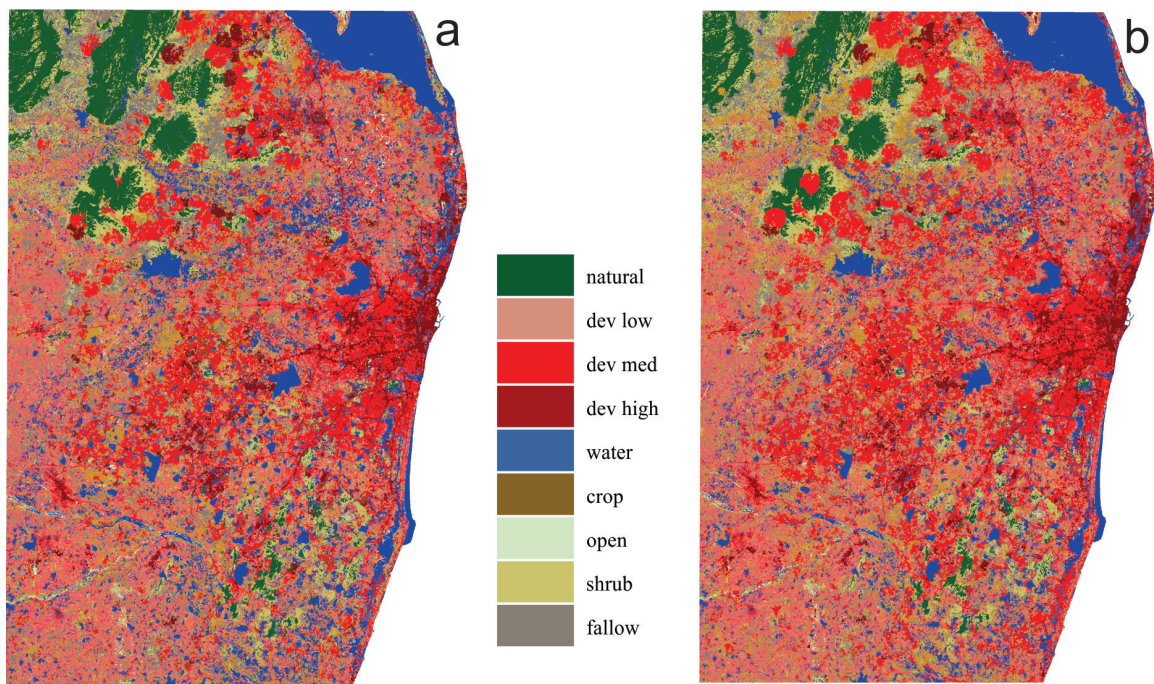 a
b
natural
dev low
dev med
dev high
water
crop
open
shrub
fallow